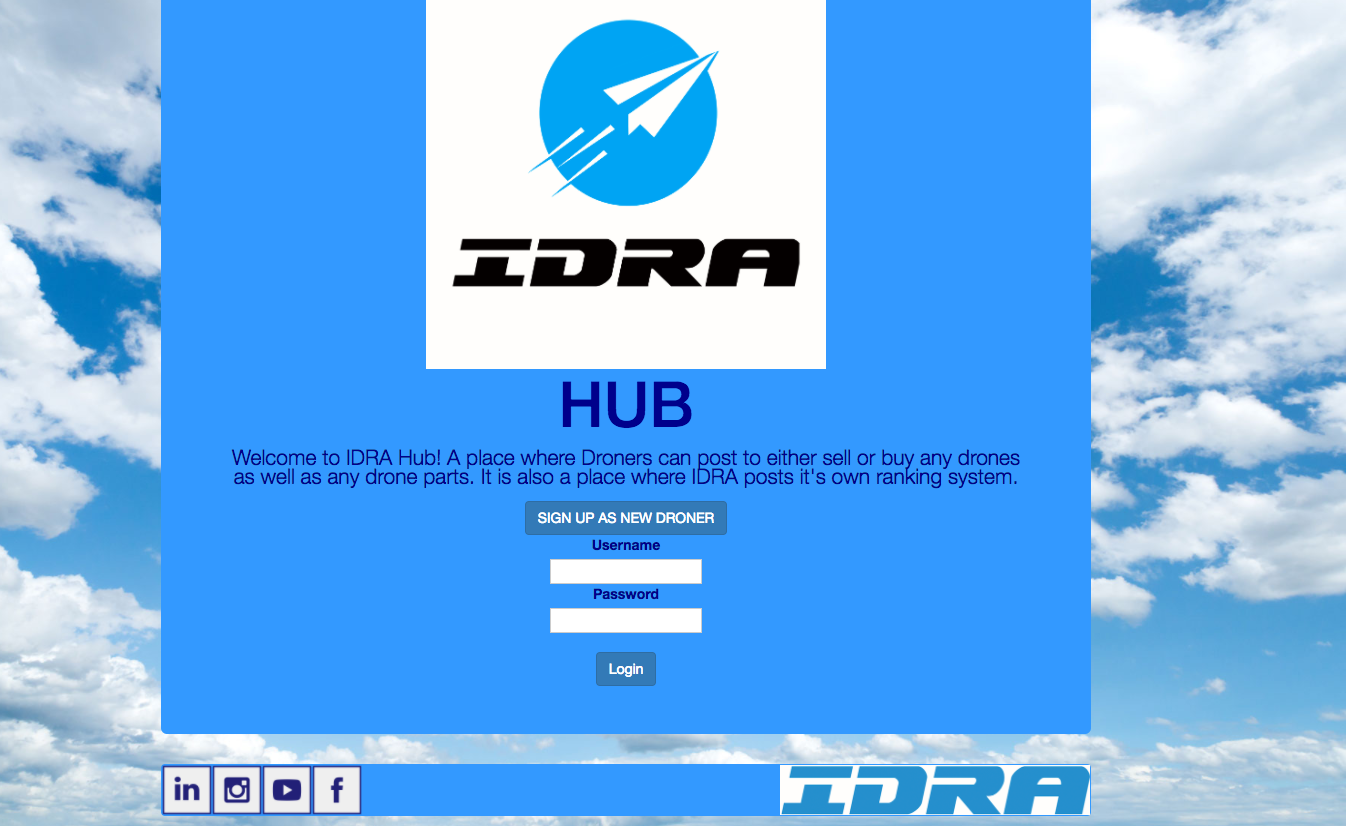 IDRA
HUB
Welcome to IDRA Hub! A place where Droners can post to either sell or buy any drones
as well as any drone parts. It is also a place where IDRA posts it's own ranking system.
SIGN UP AS NEW DRONER
Username
Password
Login
in
f
IDRA